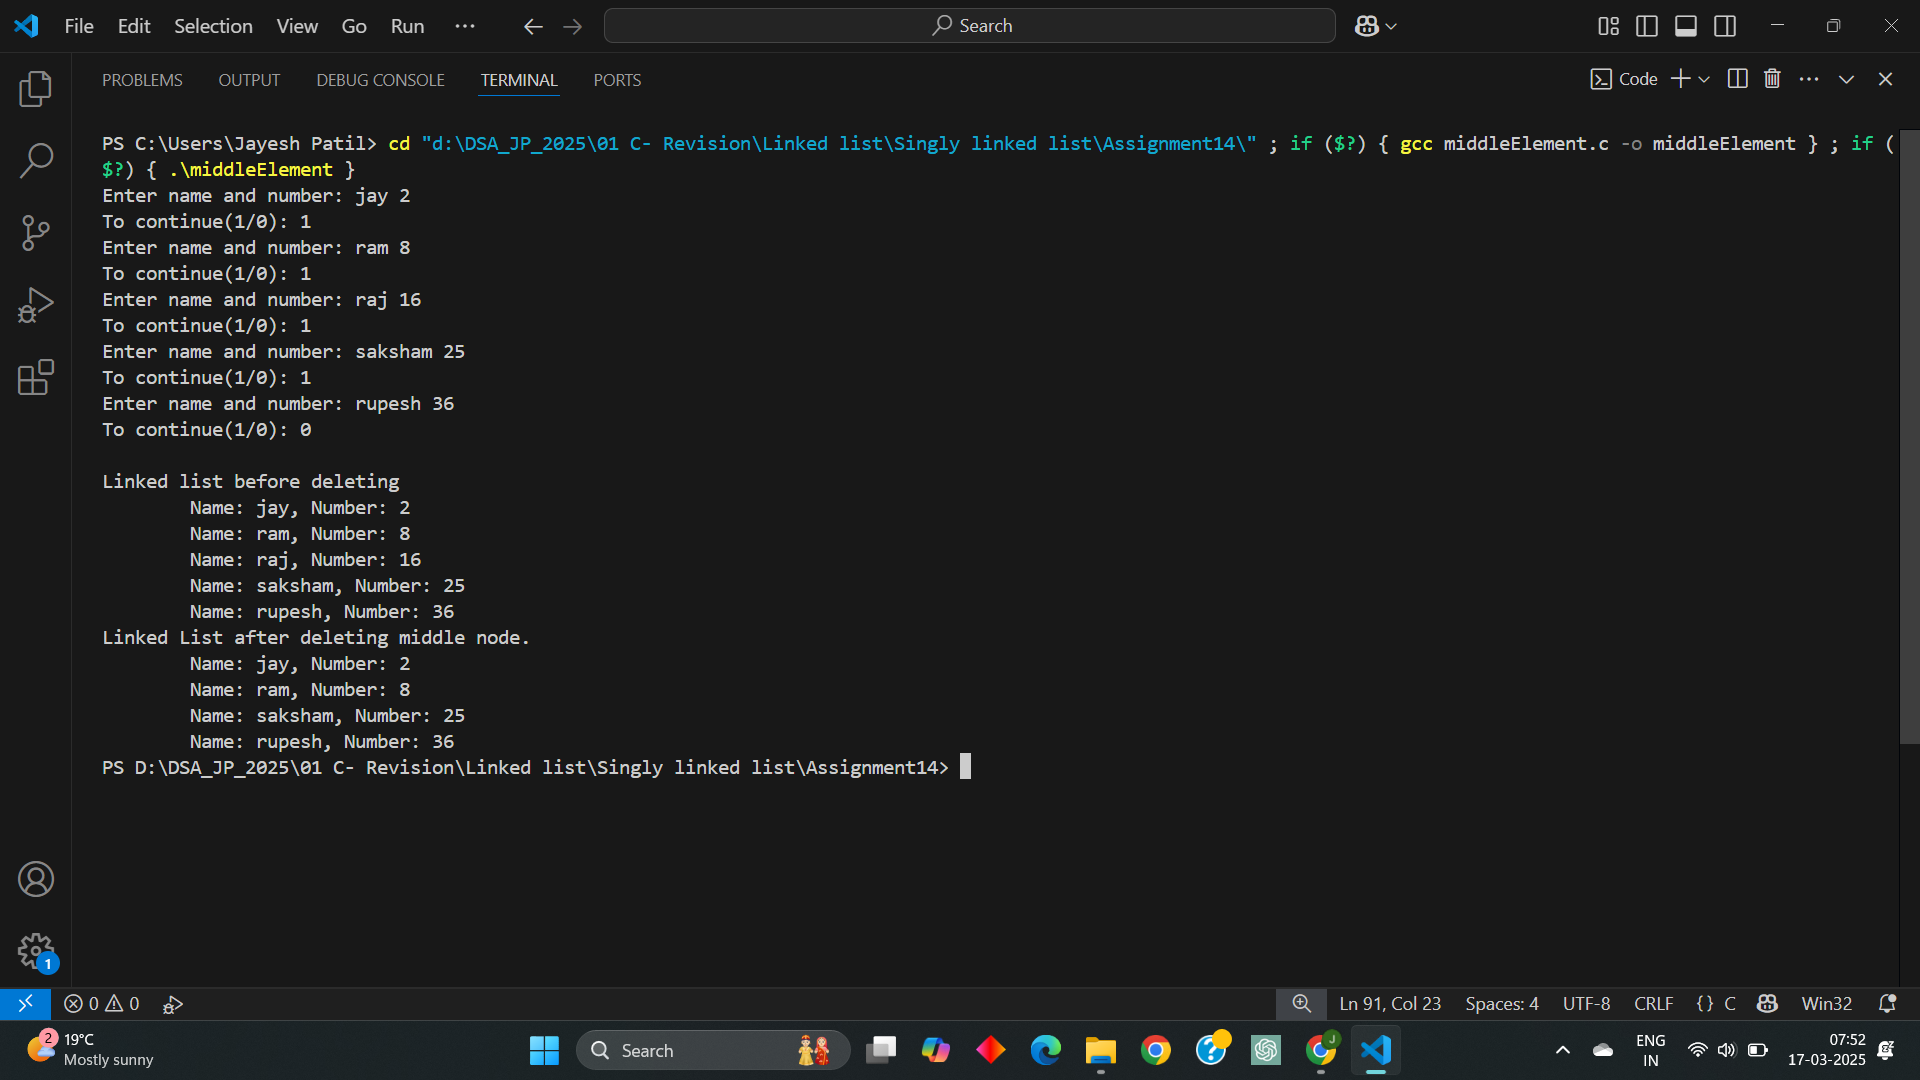 File Edit Selection View Go Run ··· Search
PROBLEMS OUTPUT DEBUG CONSOLE TERMINAL PORTS Code
PS C:\Users\Jayesh Patil> cd "d:\DSA_JP_2025\01 C- Revision\Linked list\Singly linked list\Assignment14\" ; if ($?) { gcc middleElement.c -o middleElement } ; if (
$?) { .\middleElement }
Enter name and number: jay 2
To continue(1/0): 1
Enter name and number: ram 8
To continue(1/0): 1
Enter name and number: raj 16
To continue(1/0): 1
Enter name and number: saksham 25
To continue(1/0): 1
Enter name and number: rupesh 36
To continue(1/0): 0
Linked list before deleting
Name: jay, Number: 2
Name: ram, Number: 8
Name: raj, Number: 16
Name: saksham, Number: 25
Name: rupesh, Number: 36
Linked List after deleting middle node.
Name: jay, Number: 2
Name: ram, Number: 8
Name: saksham, Number: 25
Name: rupesh, Number: 36
PS D:\DSA_JP_2025\01 C- Revision\Linked list\Singly linked list\Assignment14>
1
0 0 Ln 91, Col 23 Spaces: 4 UTF-8 CRLF {} C Win32
2 19°C
Mostly sunny
Search
J
ENG
IN
07:52
17-03-2025